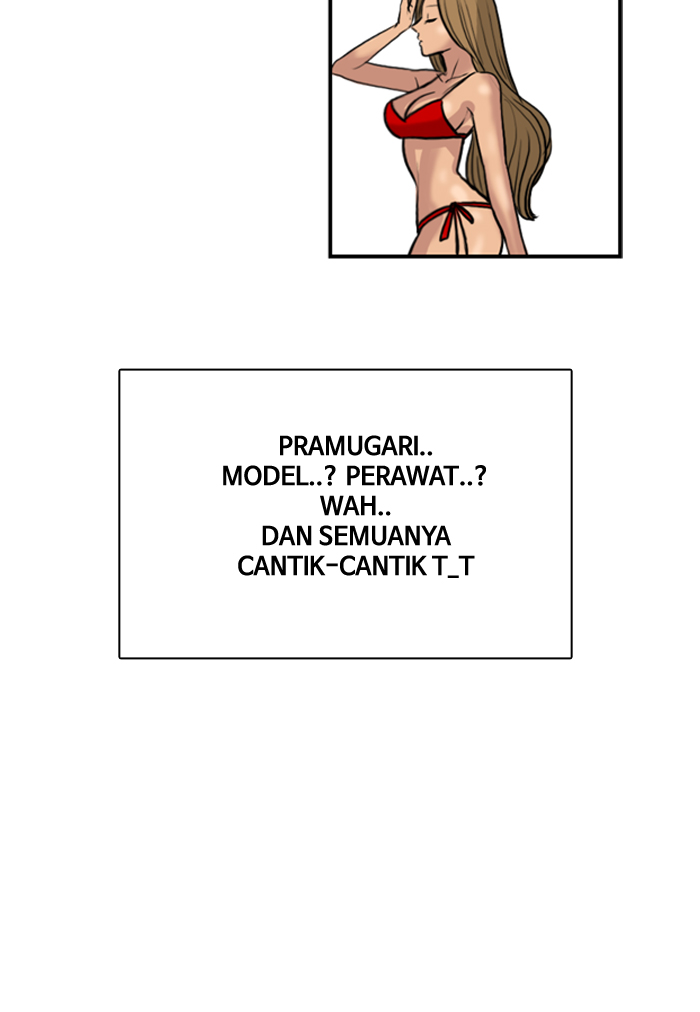 PRAMUGARI..
MODEL..? PERAWAT..?
WAH..
DAN SEMUANYA
CANTIK-CANTIK T_T